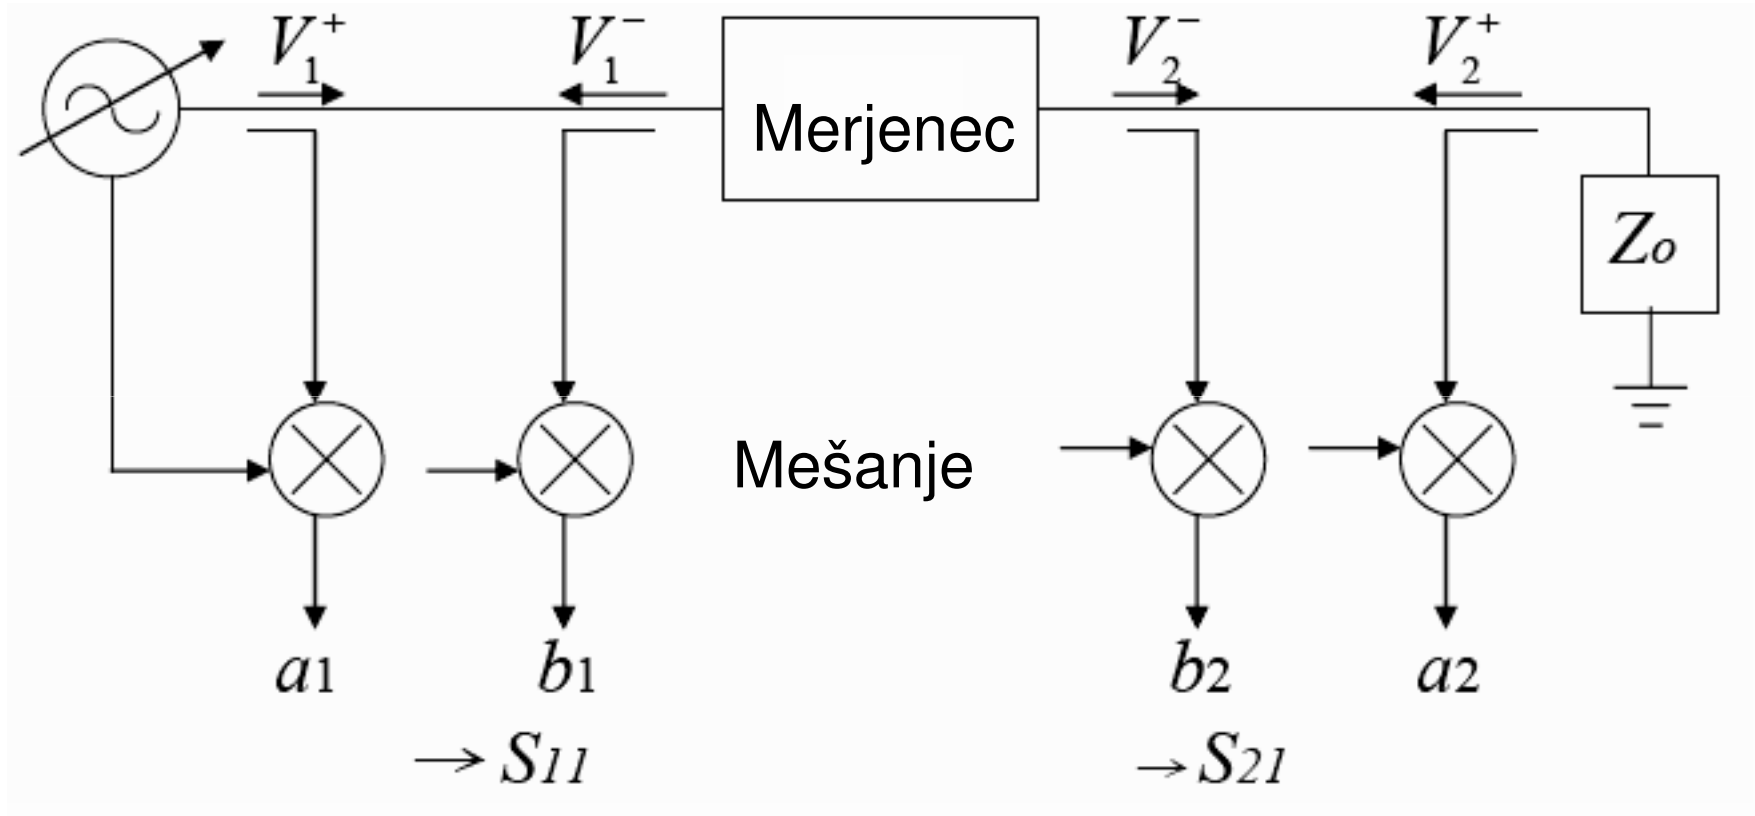 V₁⁺ V₁⁻ V₂⁻ V₂⁺
Merjenec
Zo
Mešanje
a1 b1 b2 a2
→ S11 → S21